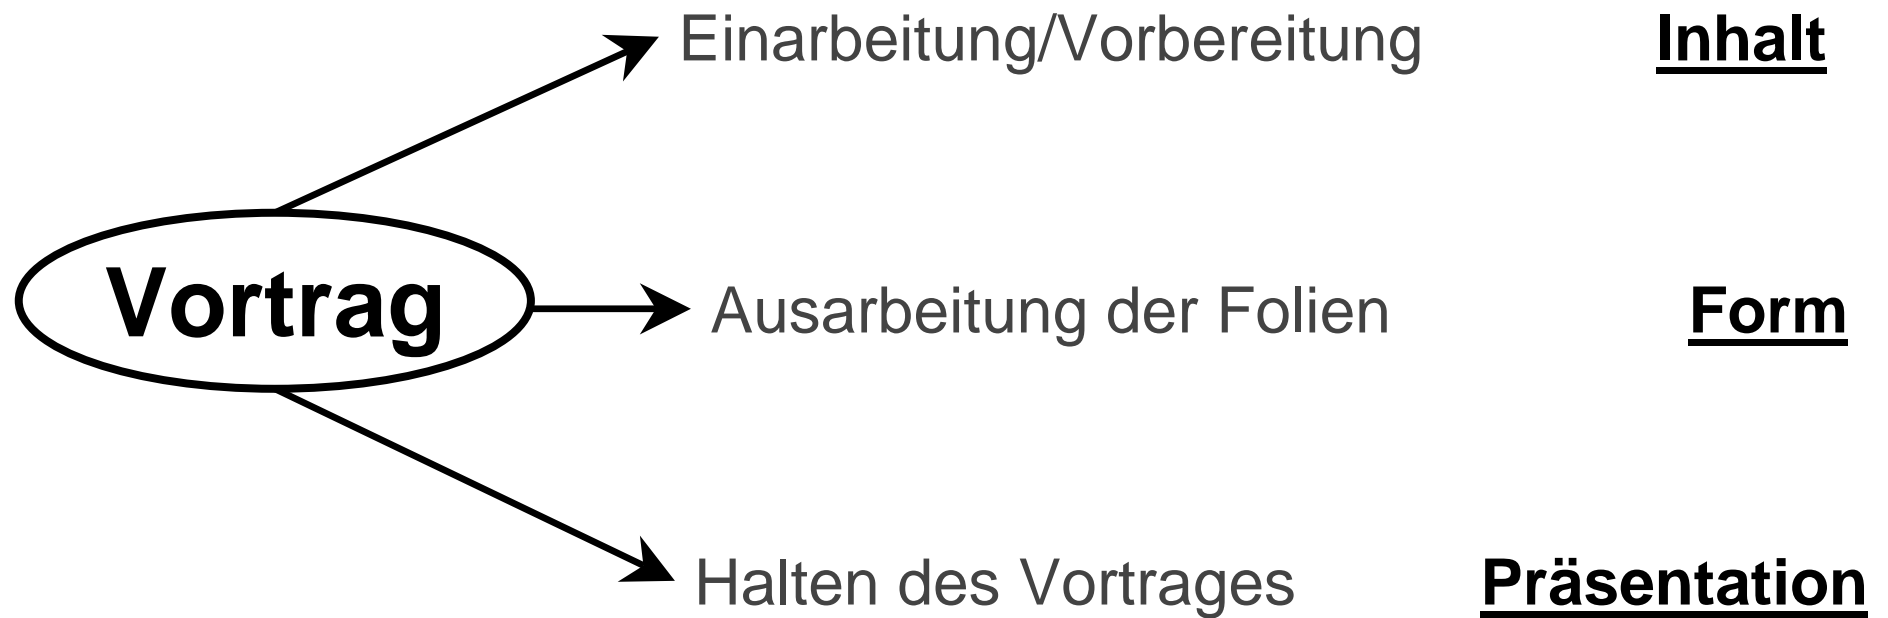 Einarbeitung/Vorbereitung Inhalt
Vortrag Ausarbeitung der Folien Form
Halten des Vortrages Präsentation